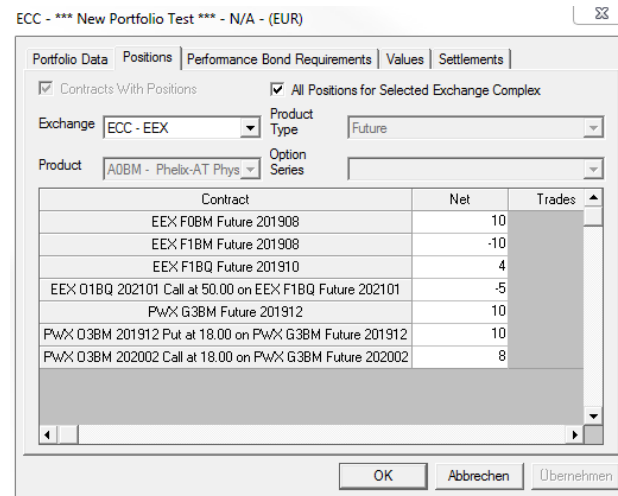 ECC - *** New Portfolio Test *** - N/A - (EUR)
Portfolio Data Positions Performance Bond Requirements Values Settlements
Contracts With Positions All Positions for Selected Exchange Complex
Exchange ECC - EEX Product Type Future
Product A0BM - Phelix-AT Phys Option Series
Contract Net Trades
EEX F0BM Future 201908 10
EEX F1BM Future 201908 -10
EEX F1BQ Future 201910 4
EEX O1BQ 202101 Call at 50.00 on EEX F1BQ Future 202101 -5
PWX G3BM Future 201912 10
PWX O3BM 201912 Put at 18.00 on PWX G3BM Future 201912 10
PWX O3BM 202002 Call at 18.00 on PWX G3BM Future 202002 8
OK Abbrechen Übernehmen